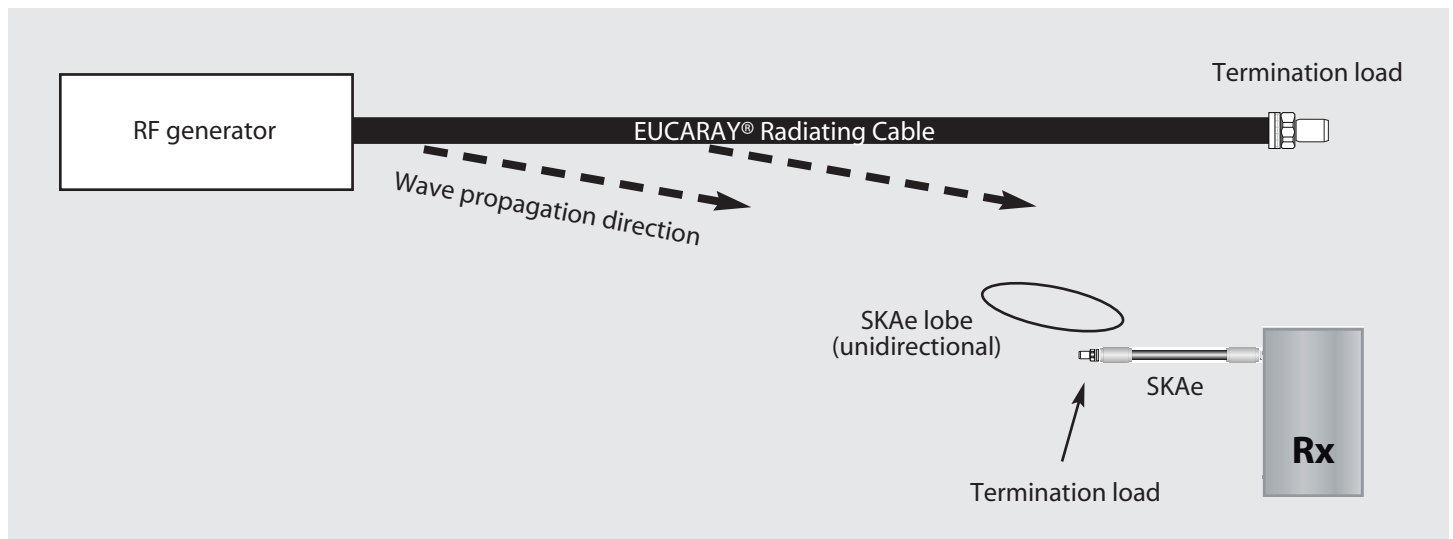 Termination load
RF generator
EUCARAY® Radiating Cable
Wave propagation direction
SKAe lobe
(unidirectional)
SKAe
Rx
Termination load